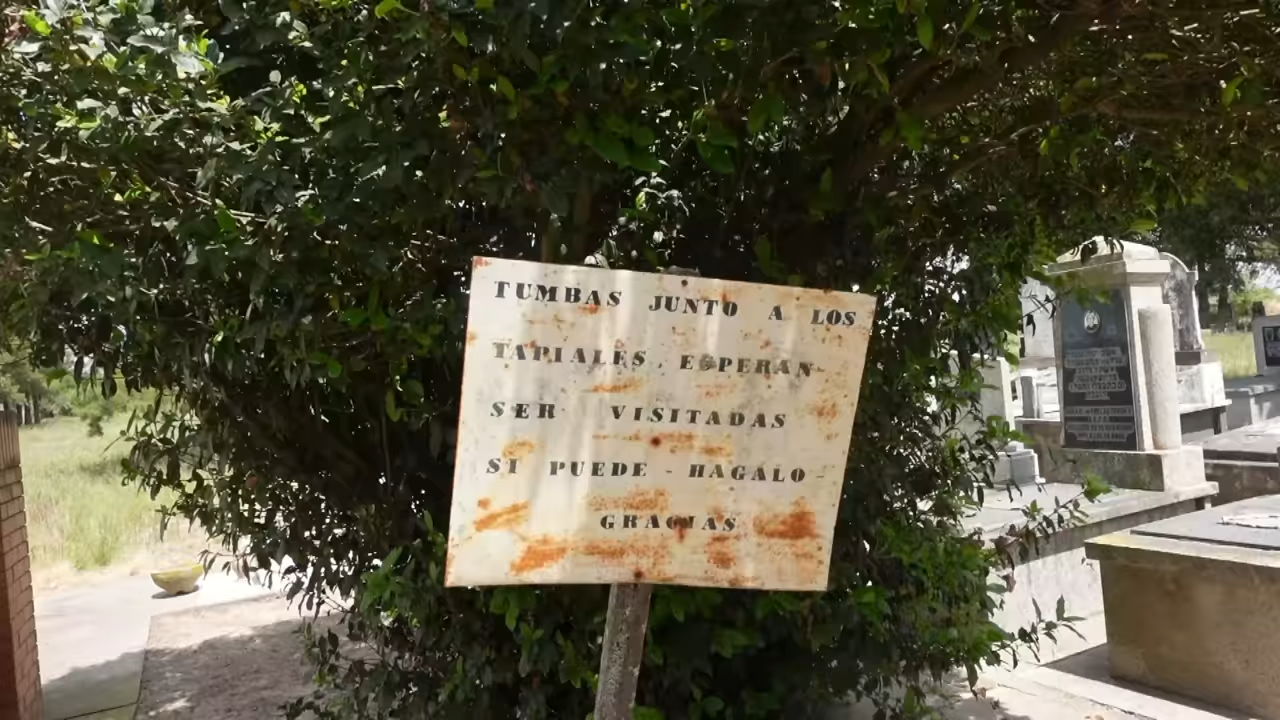 TUMBAS JUNTO A LOS
TAPIALES . ESPERAN-
SER VISITADAS
SI PUEDE - HAGALO -
GRACIAS.